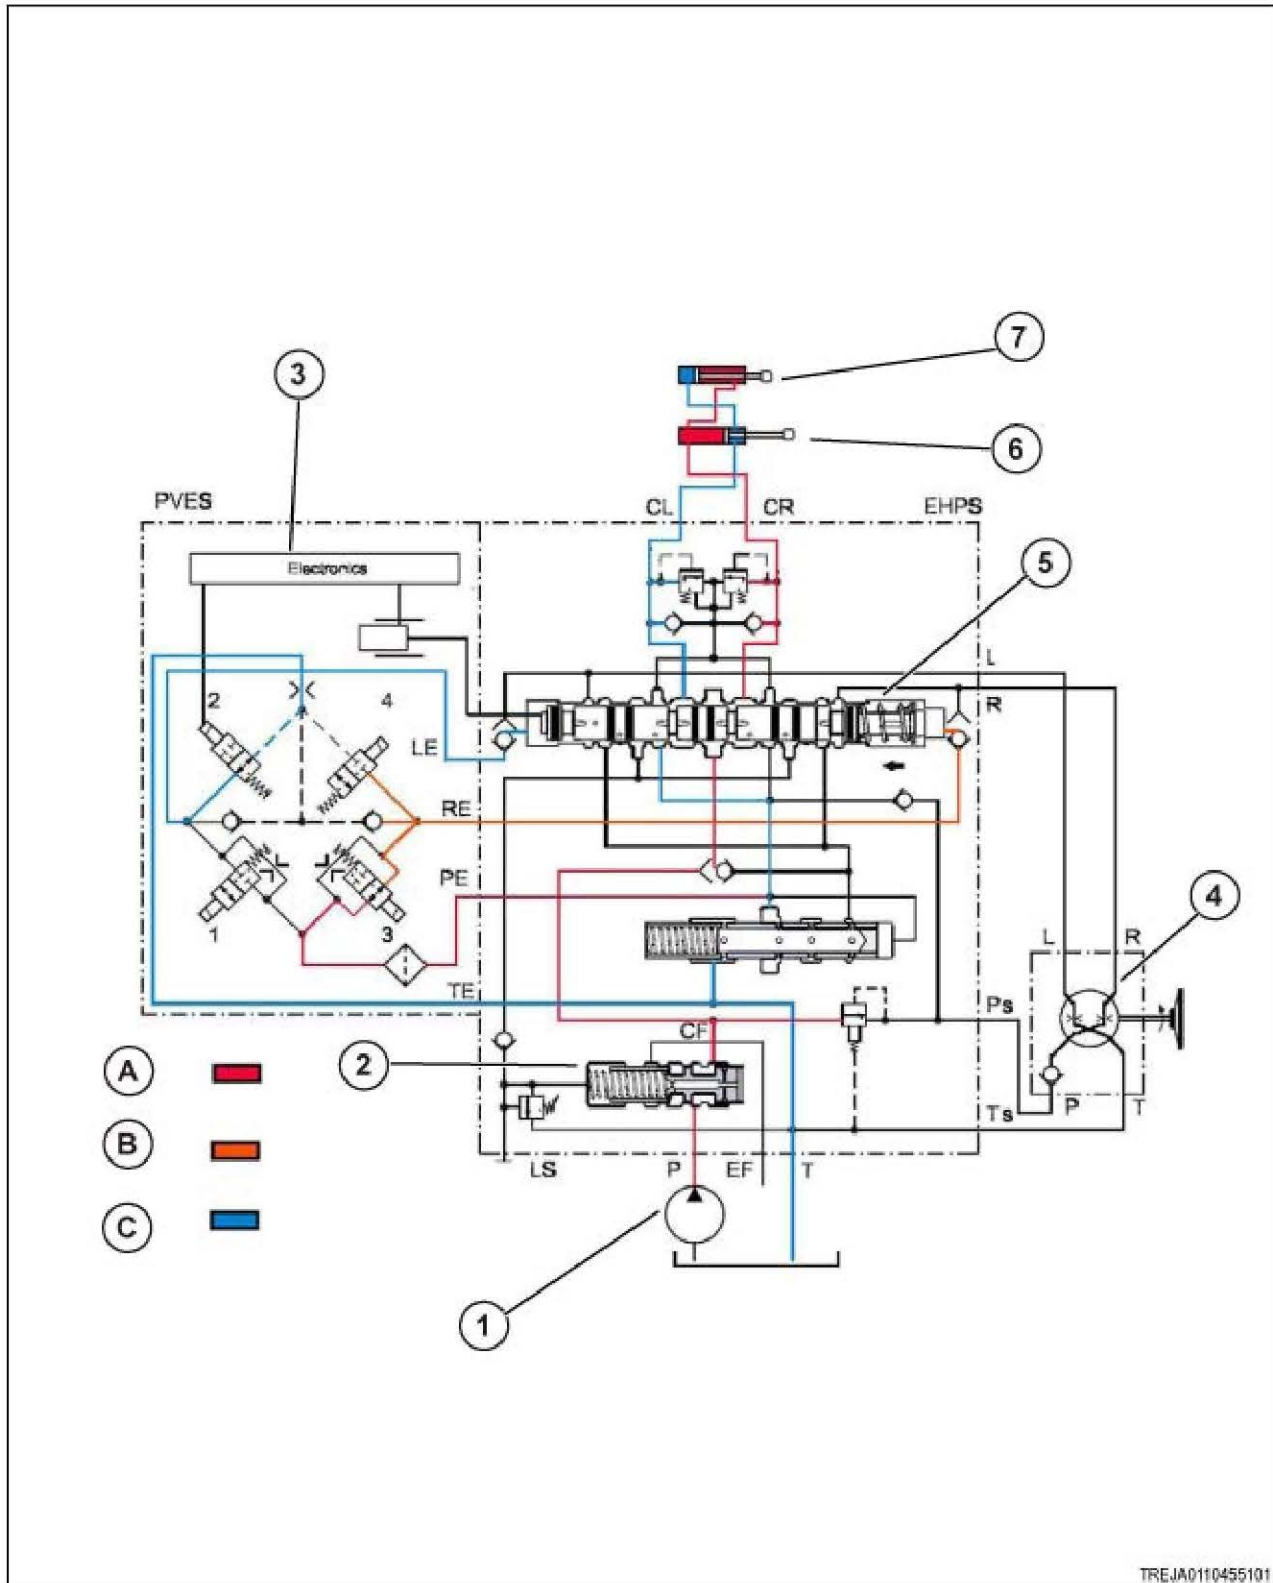 7
3
6
PVES
CL
CR
EHPS
Electronics
5
L
2
4
R
LE
RE
PE
4
1
3
L
R
TE
Ps
CF
A
2
Ts
P
T
B
LS
P
EF
T
C
1
TREJA0110455101